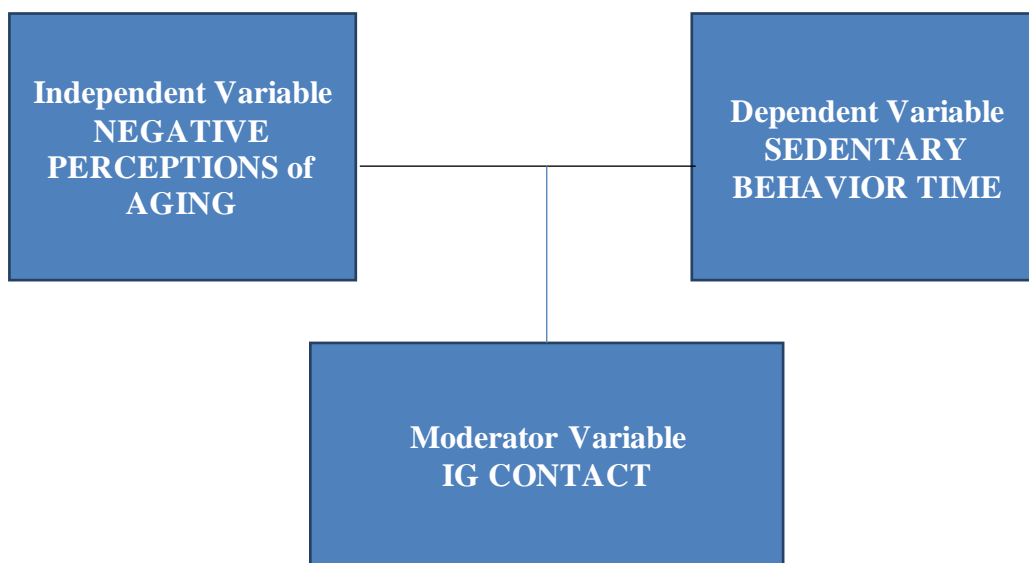 Independent Variable
NEGATIVE
PERCEPTIONS of
AGING
Dependent Variable
SEDENTARY
BEHAVIOR TIME
Moderator Variable
IG CONTACT